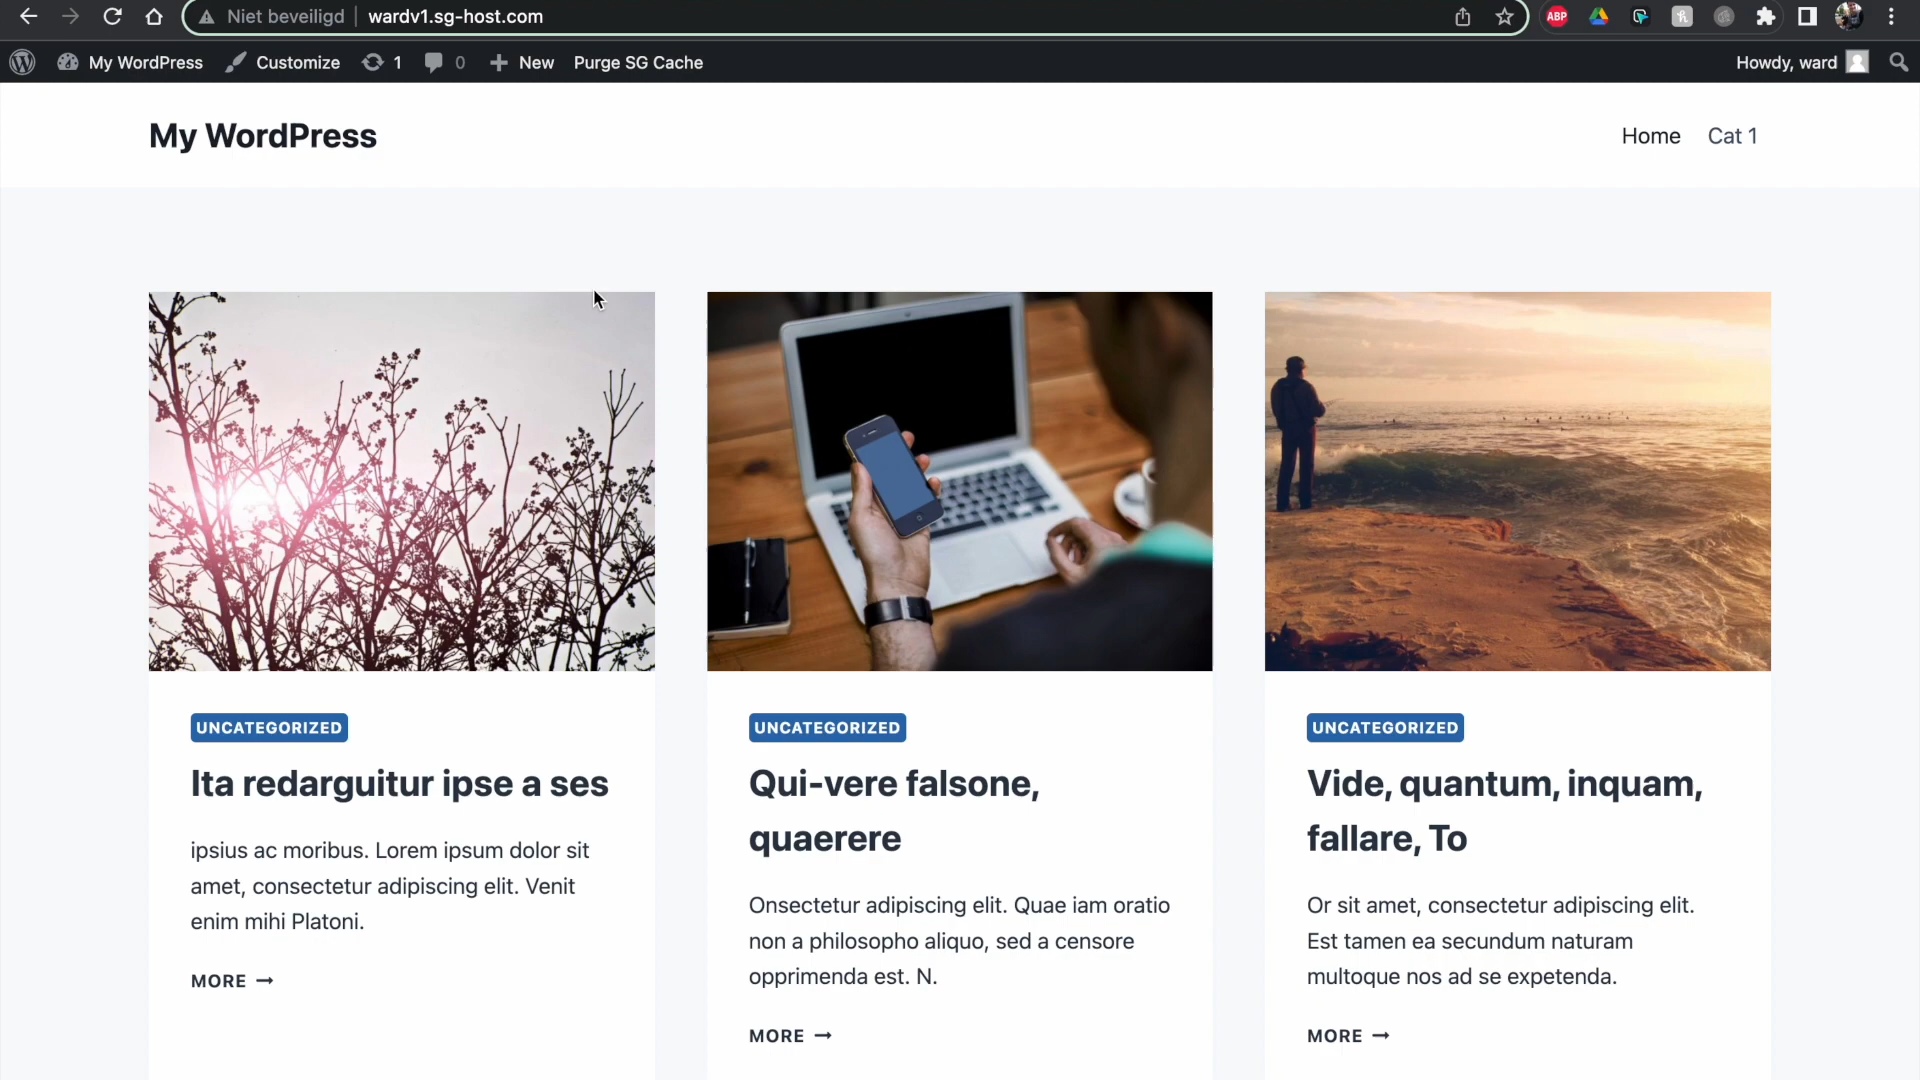 Niet beveiligd wardv1.sg-host.com
ABP
My WordPress Customize 1 0 New Purge SG Cache Howdy, ward
My WordPress
Home Cat 1
UNCATEGORIZED
Ita redarguitur ipse a ses
ipsius ac moribus. Lorem ipsum dolor sit
amet, consectetur adipiscing elit. Venit
enim mihi Platoni.
MORE →
UNCATEGORIZED
Qui-vere falsone,
quaerere
Onsectetur adipiscing elit. Quae iam oratio
non a philosopho aliquo, sed a censore
opprimenda est. N.
MORE →
UNCATEGORIZED
Vide, quantum, inquam,
fallare, To
Or sit amet, consectetur adipiscing elit.
Est tamen ea secundum naturam
multoque nos ad se expetenda.
MORE →